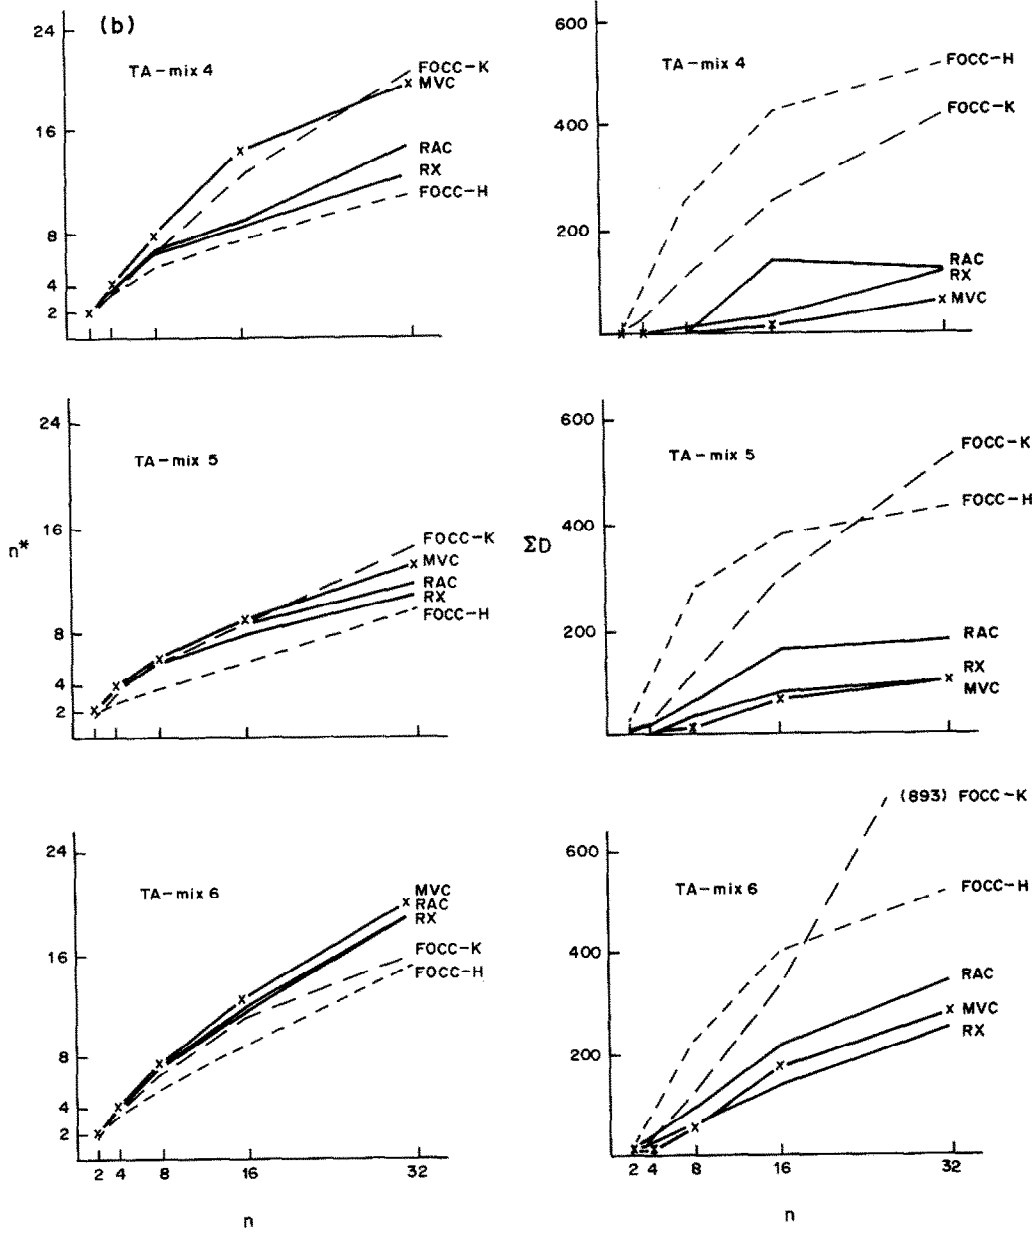 (b)
TA-mix 4
24
16
8
4
2
FOCC-K
MVC
RAC
RX
FOCC-H
TA-mix 4
600
400
200
FOCC-H
FOCC-K
RAC
RX
MVC
TA-mix 5
n*
24
16
8
4
2
FOCC-K
MVC
RAC
RX
FOCC-H
TA-mix 5
ΣD
600
400
200
FOCC-K
FOCC-H
RAC
RX
MVC
TA-mix 6
24
16
8
4
2
MVC
RAC
RX
FOCC-K
FOCC-H
2 4 8 16 32
n
TA-mix 6
600
400
200
(893) FOCC-K
FOCC-H
RAC
MVC
RX
2 4 8 16 32
n